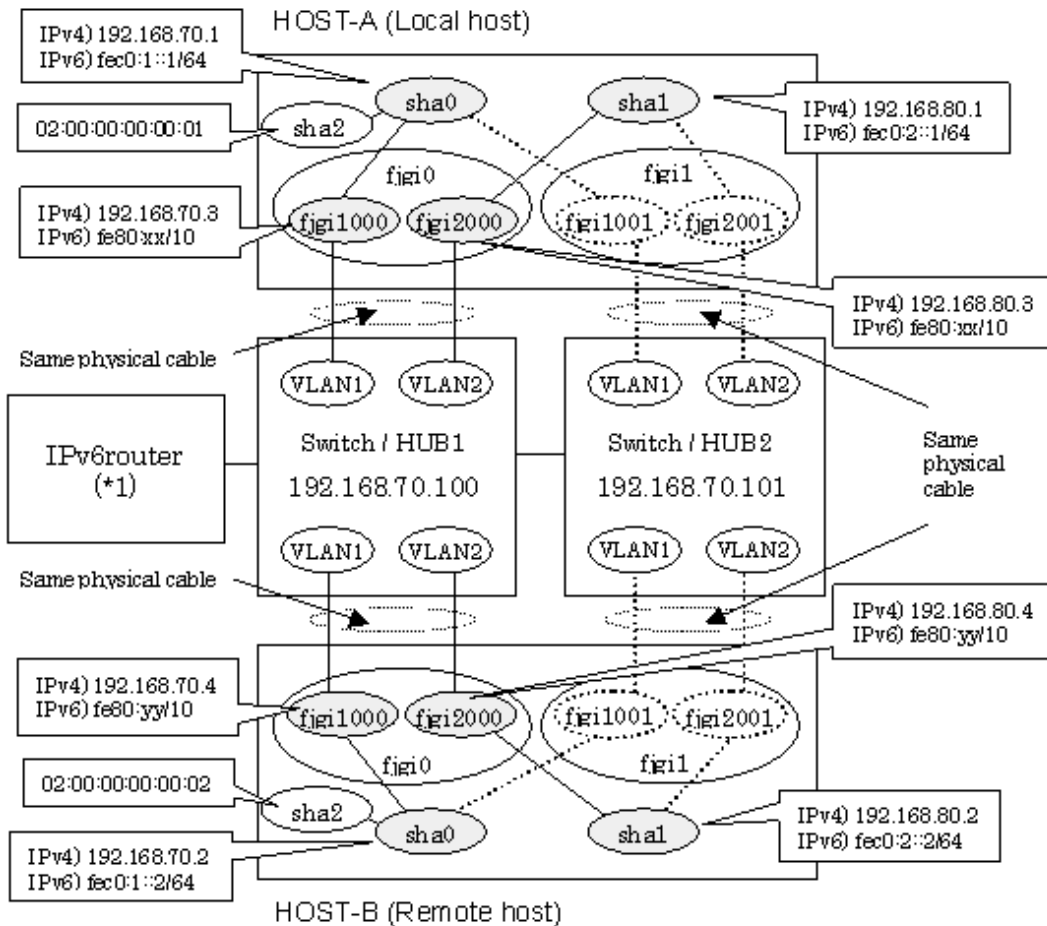 HOST-A (Local host)
IPv4) 192.168.70.1
IPv6) fec0:1::1/64
sha0
sha1
IPv4) 192.168.80.1
IPv6) fec0:2::1/64
02:00:00:00:00:01
sha2
fjgi0
fjgi1
IPv4) 192.168.70.3
IPv6) fe80:xx/10
fjgi1000
fjgi2000
fjgi1001
fjgi2001
IPv4) 192.168.80.3
IPv6) fe80:xx/10
Same physical cable
VLAN1
VLAN2
VLAN1
VLAN2
IPv6router
(*1)
Switch / HUB1
192.168.70.100
Switch / HUB2
192.168.70.101
Same
physical
cable
VLAN1
VLAN2
VLAN1
VLAN2
Same physical cable
IPv4) 192.168.80.4
IPv6) fe80:yy/10
IPv4) 192.168.70.4
IPv6) fe80:yy/10
fjgi1000
fjgi2000
fjgi1001
fjgi2001
fjgi0
fjgi1
02:00:00:00:00:02
sha2
sha0
sha1
IPv4) 192.168.80.2
IPv6) fec0:2::2/64
IPv4) 192.168.70.2
IPv6) fec0:1::2/64
HOST-B (Remote host)